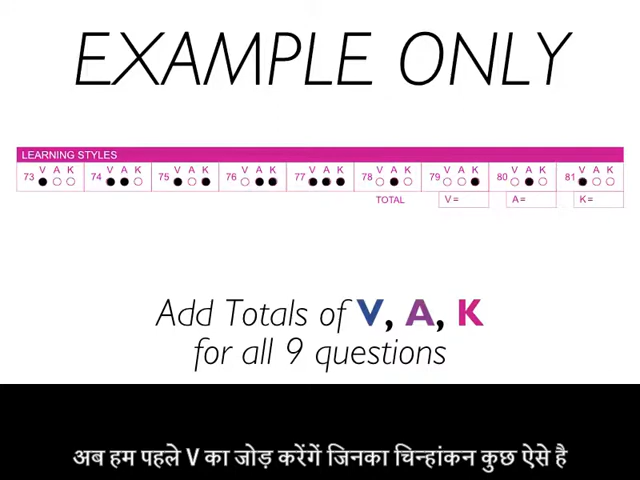 EXAMPLE ONLY
LEARNING STYLES
73 V A K 74 V A K 75 V A K 76 V A K 77 V A K 78 V A K 79 V A K 80 V A K 81 V A K
TOTAL V = A = K =
Add Totals of V, A, K
for all 9 questions
अब हम पहले V का जोड़ करेंगें जिनका चिन्हांकन कुछ ऐसे है